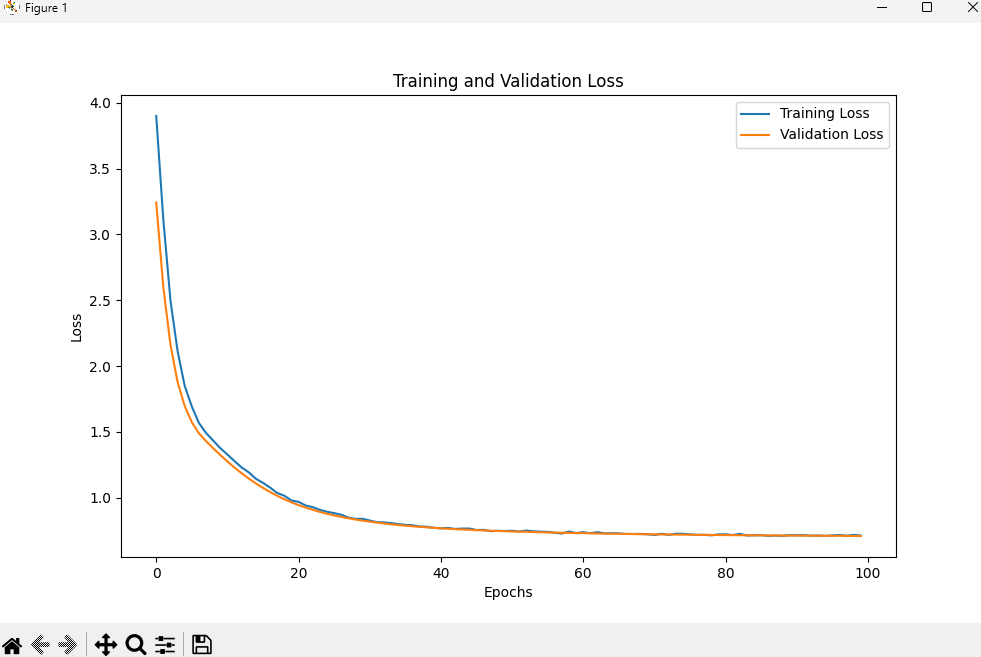 Figure 1
Training and Validation Loss
4.0
3.5
3.0
2.5
2.0
1.5
1.0
Loss
Training Loss
Validation Loss
0 20 40 60 80 100
Epochs